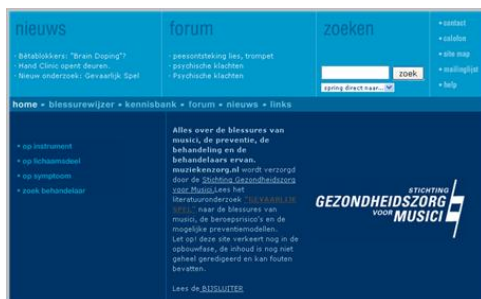 nieuws
· Bètablokkers: "Brain Doping"?
· Hand Clinic opent deuren.
· Nieuw onderzoek: Gevaarlijk Spel
forum
· peesontsteking lies, trompet
· psychische klachten
· Psychische klachten
zoeken
zoek
spring direct naar...
• contact
• colofon
• site map
• mailinglijst
• help
home • blessurewijzer • kennisbank • forum • nieuws • links
• op instrument
• op lichaamsdeel
• op symptoom
• zoek behandelaar
Alles over de blessures van
musici, de preventie, de
behandeling en de
behandelaars ervan.
muziekenzorg.nl wordt verzorgd
door de Stichting Gezondheidszorg
voor Musici.Lees het
literatuuronderzoek "GEVAARLIJK
SPEL" naar de blessures van
musici, de beroepsrisico's en de
mogelijke preventiemodellen.
Let op! deze site verkeert nog in de
opbouwfase, de inhoud is nog niet
geheel geredigeerd en kan fouten
bevatten.
Lees de BIJSLUITER
STICHTING
GEZONDHEIDSZORG
VOOR MUSICI